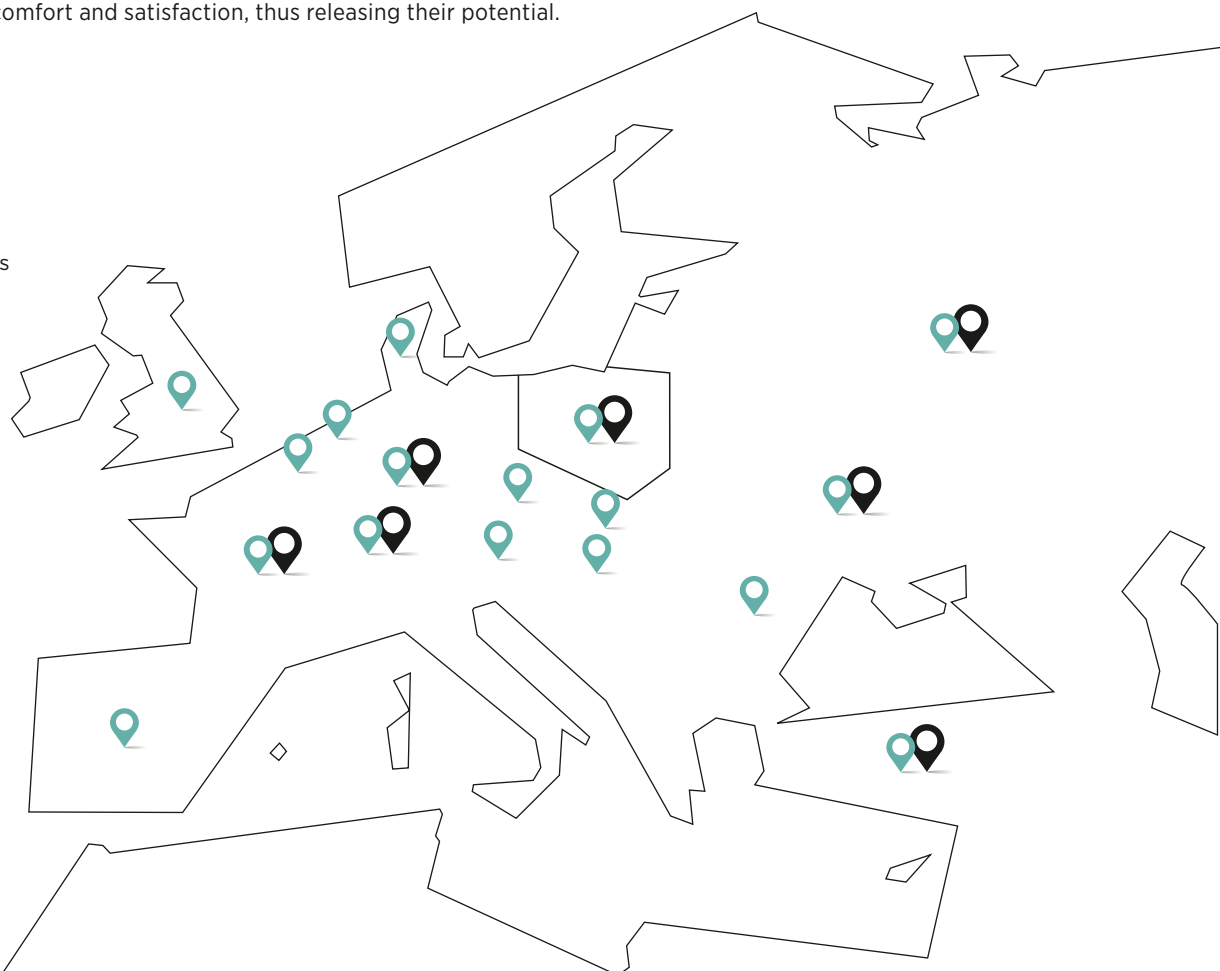 comfort and satisfaction, thus releasing their potential.
s